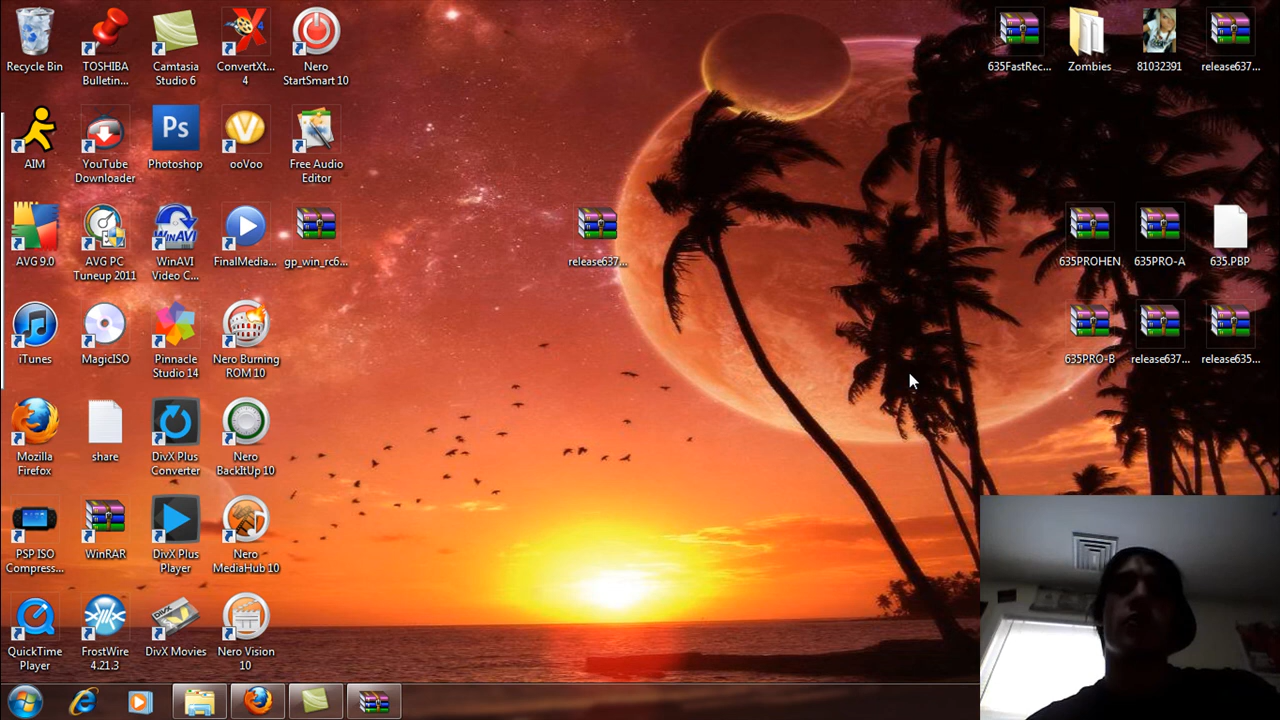 Recycle Bin
TOSHIBA
Bulletin...
Camtasia
Studio 6
ConvertXt...
4
Nero
StartSmart 10
635FastRec...
Zombies
81032391
release637...
AIM
YouTube
Downloader
Ps
Photoshop
ooVoo
Free Audio
Editor
AVG 9.0
AVG PC
Tuneup 2011
WinAVI
WinAVI
Video C...
FinalMedia...
gp_win_rc6...
release637...
635PROHEN
635PRO-A
635.PBP
iTunes
MagicISO
Pinnacle
Studio 14
Nero Burning
ROM 10
635PRO-B
release637...
release635...
Mozilla
Firefox
share
DivX Plus
Converter
Nero
BackItUp 10
PSP ISO
Compress...
WinRAR
DivX Plus
Player
Nero
MediaHub 10
QuickTime
Player
FrostWire
4.21.3
DivX
DivX Movies
Nero Vision
10